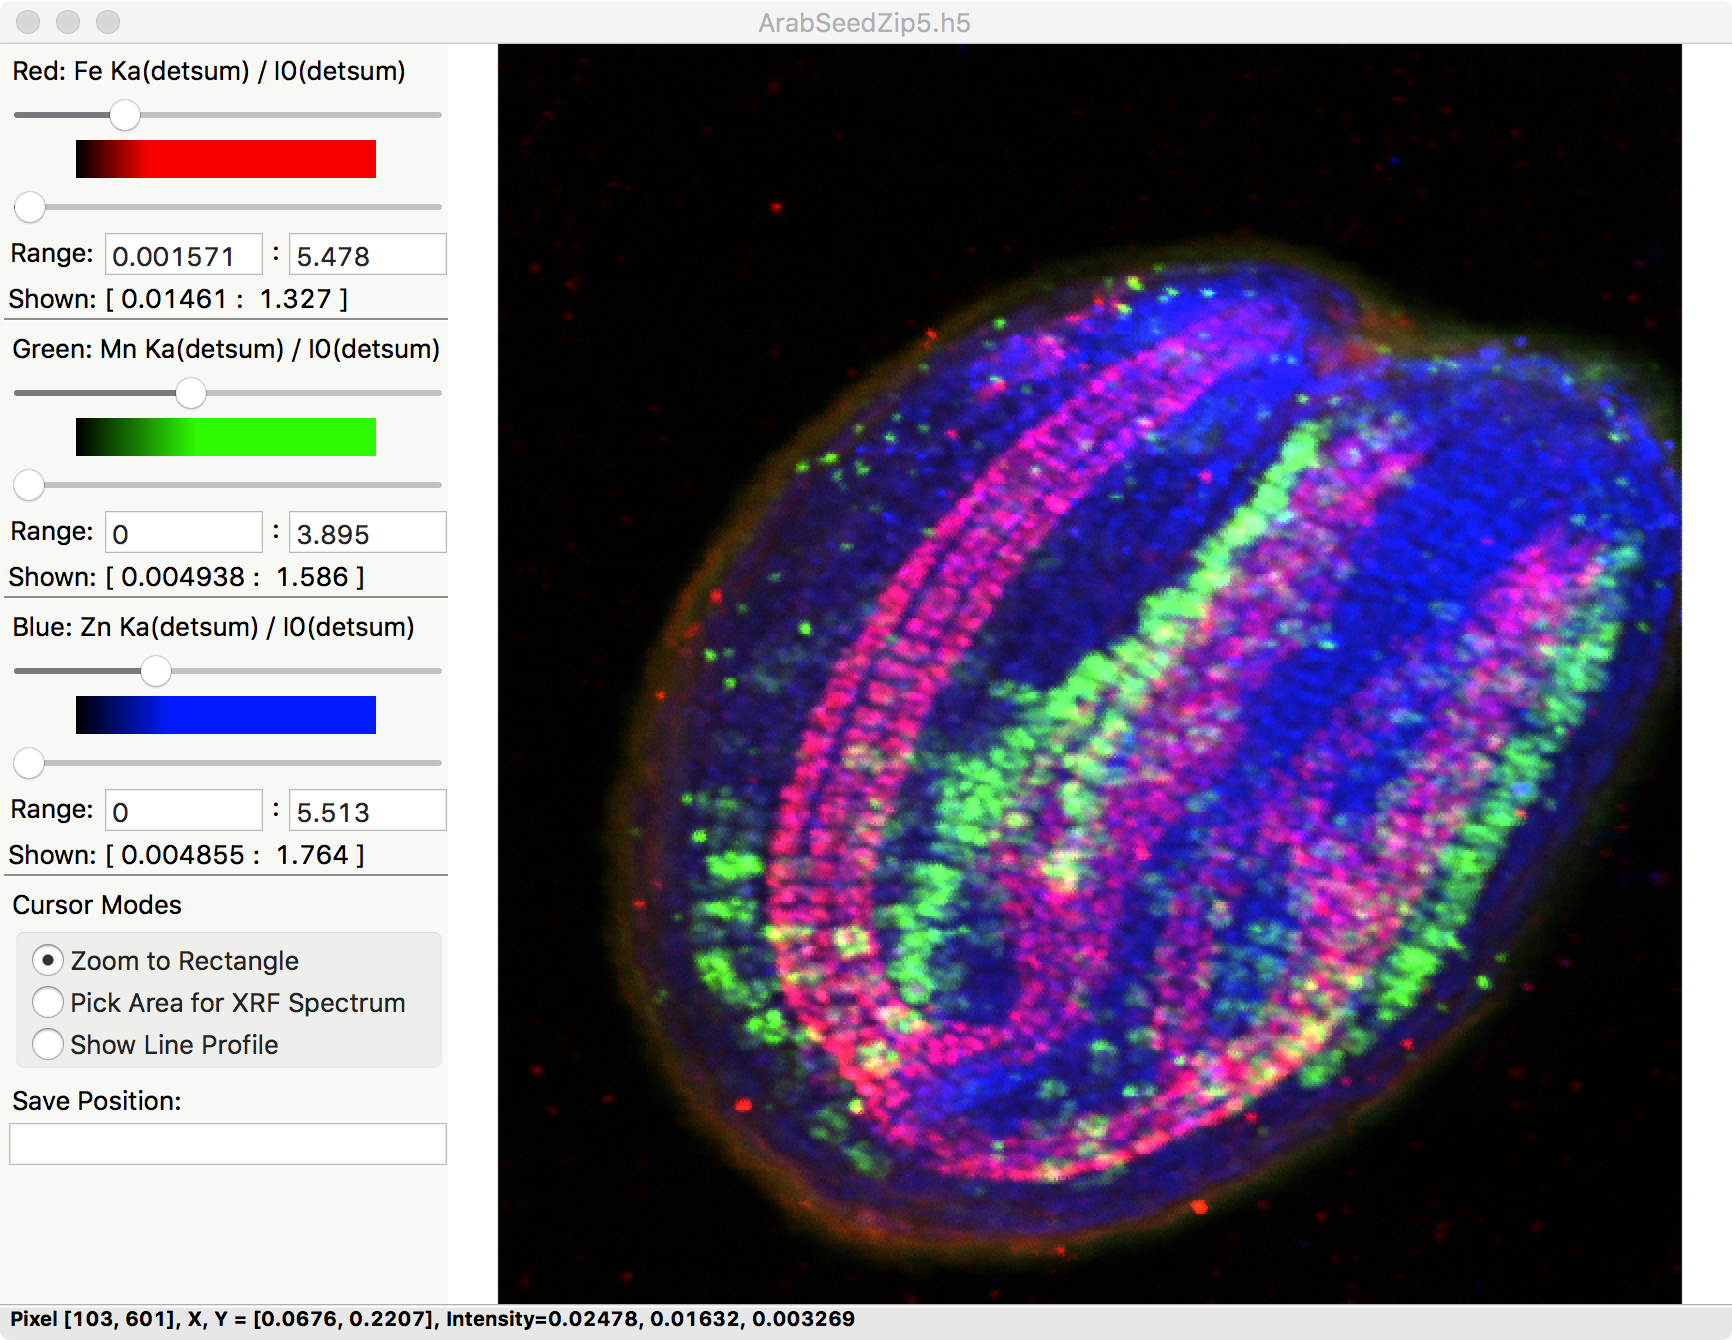 ArabSeedZip5.h5
Red: Fe Ka(detsum) / I0(detsum)
Range: 0.001571 : 5.478
Shown: [ 0.01461 : 1.327 ]
Green: Mn Ka(detsum) / I0(detsum)
Range: 0 : 3.895
Shown: [ 0.004938 : 1.586 ]
Blue: Zn Ka(detsum) / I0(detsum)
Range: 0 : 5.513
Shown: [ 0.004855 : 1.764 ]
Cursor Modes
Zoom to Rectangle
Pick Area for XRF Spectrum
Show Line Profile
Save Position:
Pixel [103, 601], X, Y = [0.0676, 0.2207], Intensity=0.02478, 0.01632, 0.003269